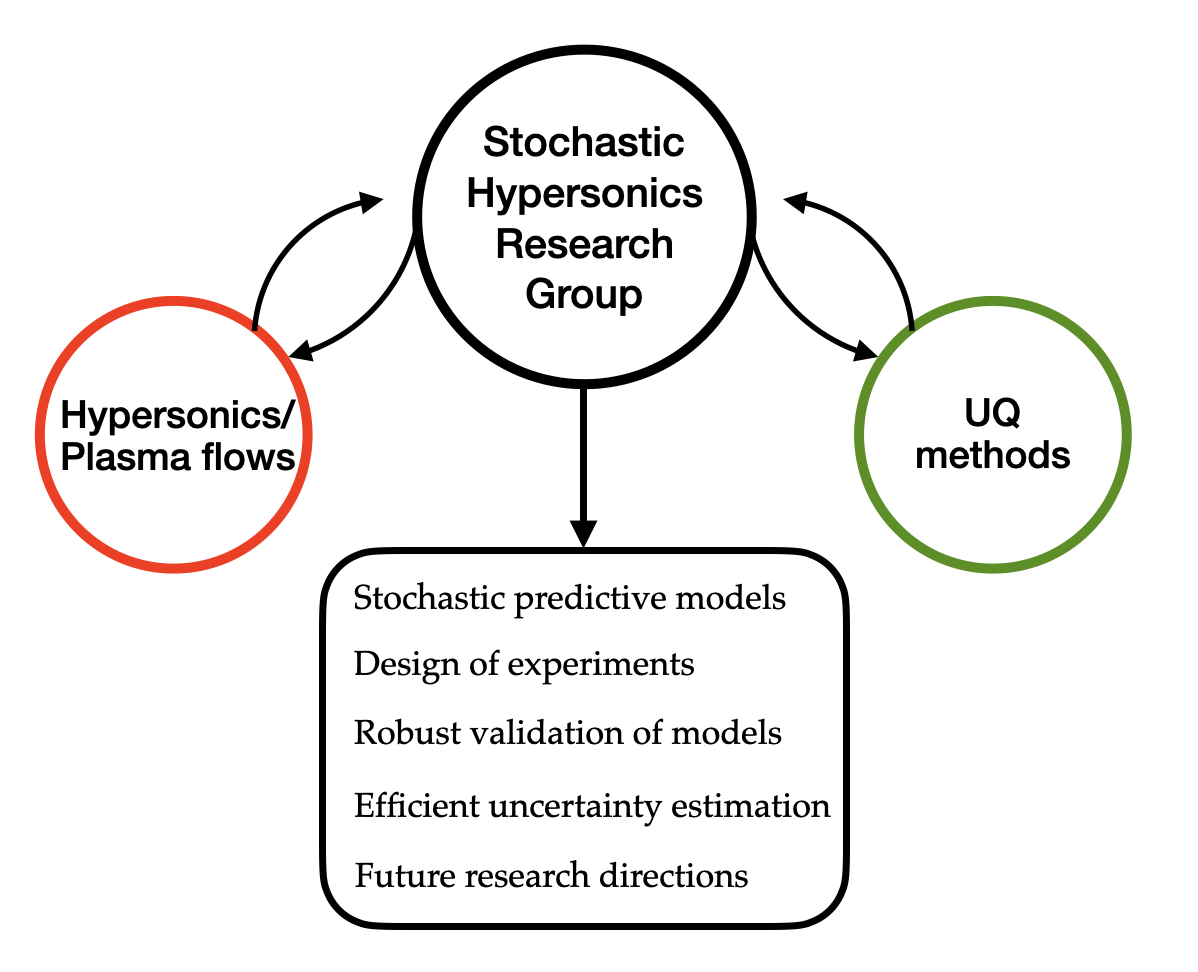 Stochastic
Hypersonics
Research
Group
Hypersonics/
Plasma flows
UQ
methods
Stochastic predictive models
Design of experiments
Robust validation of models
Efficient uncertainty estimation
Future research directions